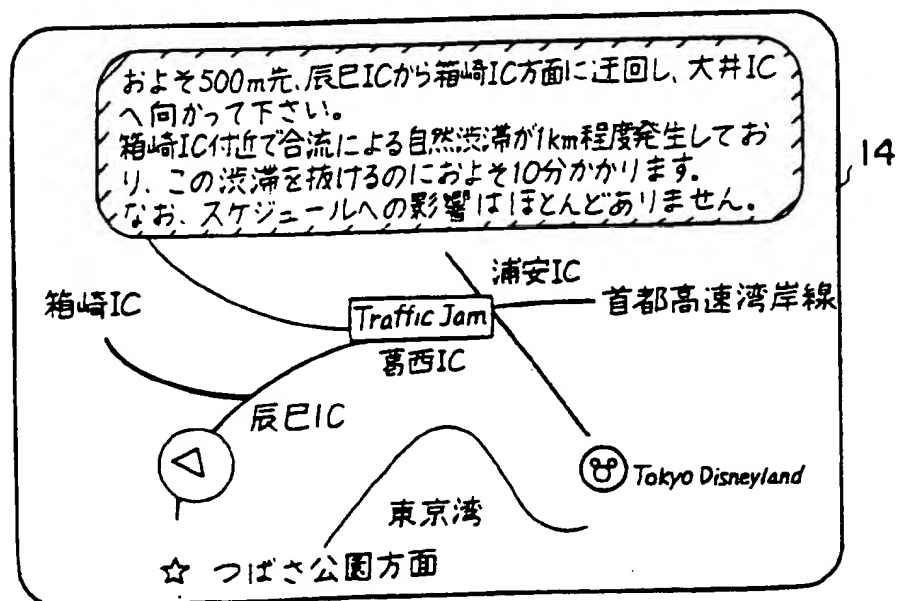 およそ500m先、辰巳ICから箱崎IC方面に迂回し、大井IC
へ向かって下さい。
箱崎IC付近で合流による自然渋滞が1km程度発生してお
り、この渋滞を抜けるのにおよそ10分かかります。
なお、スケジュールへの影響はほとんどありません。
14
浦安IC
箱崎IC
Traffic Jam
首都高速湾岸線
葛西IC
辰巳IC
Tokyo Disneyland
東京湾
☆ つばさ公園方面